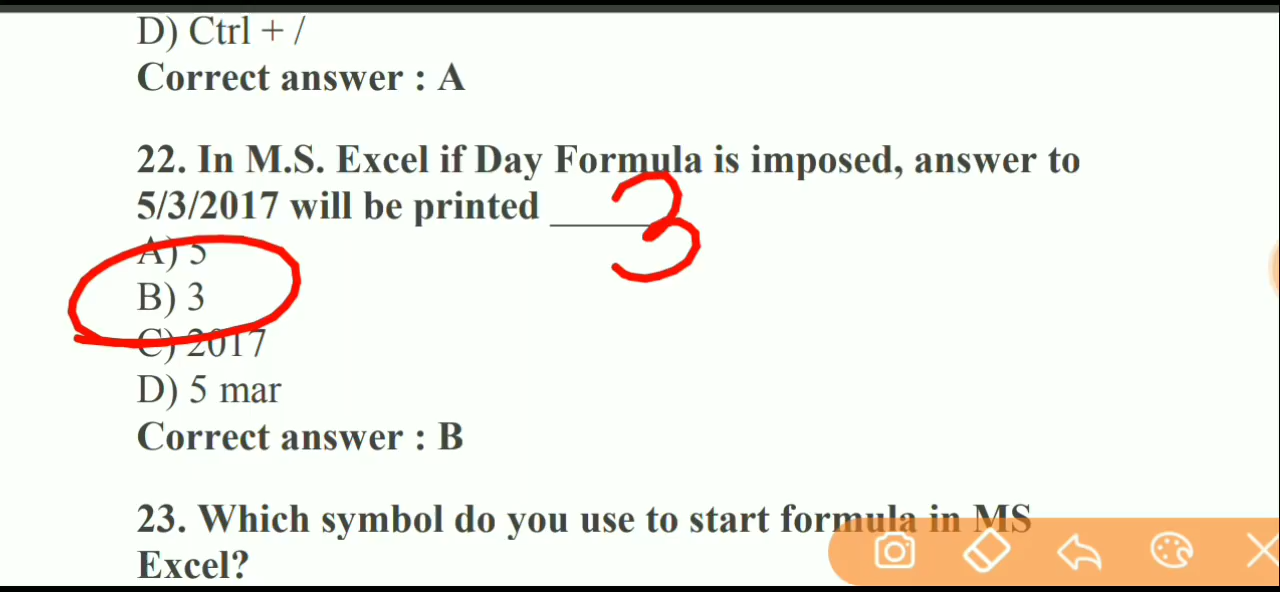 D) Ctrl + /
Correct answer : A
22. In M.S. Excel if Day Formula is imposed, answer to
5/3/2017 will be printed ______ 3
A) 5
B) 3
C) 2017
D) 5 mar
Correct answer : B
23. Which symbol do you use to start formula in MS
Excel?